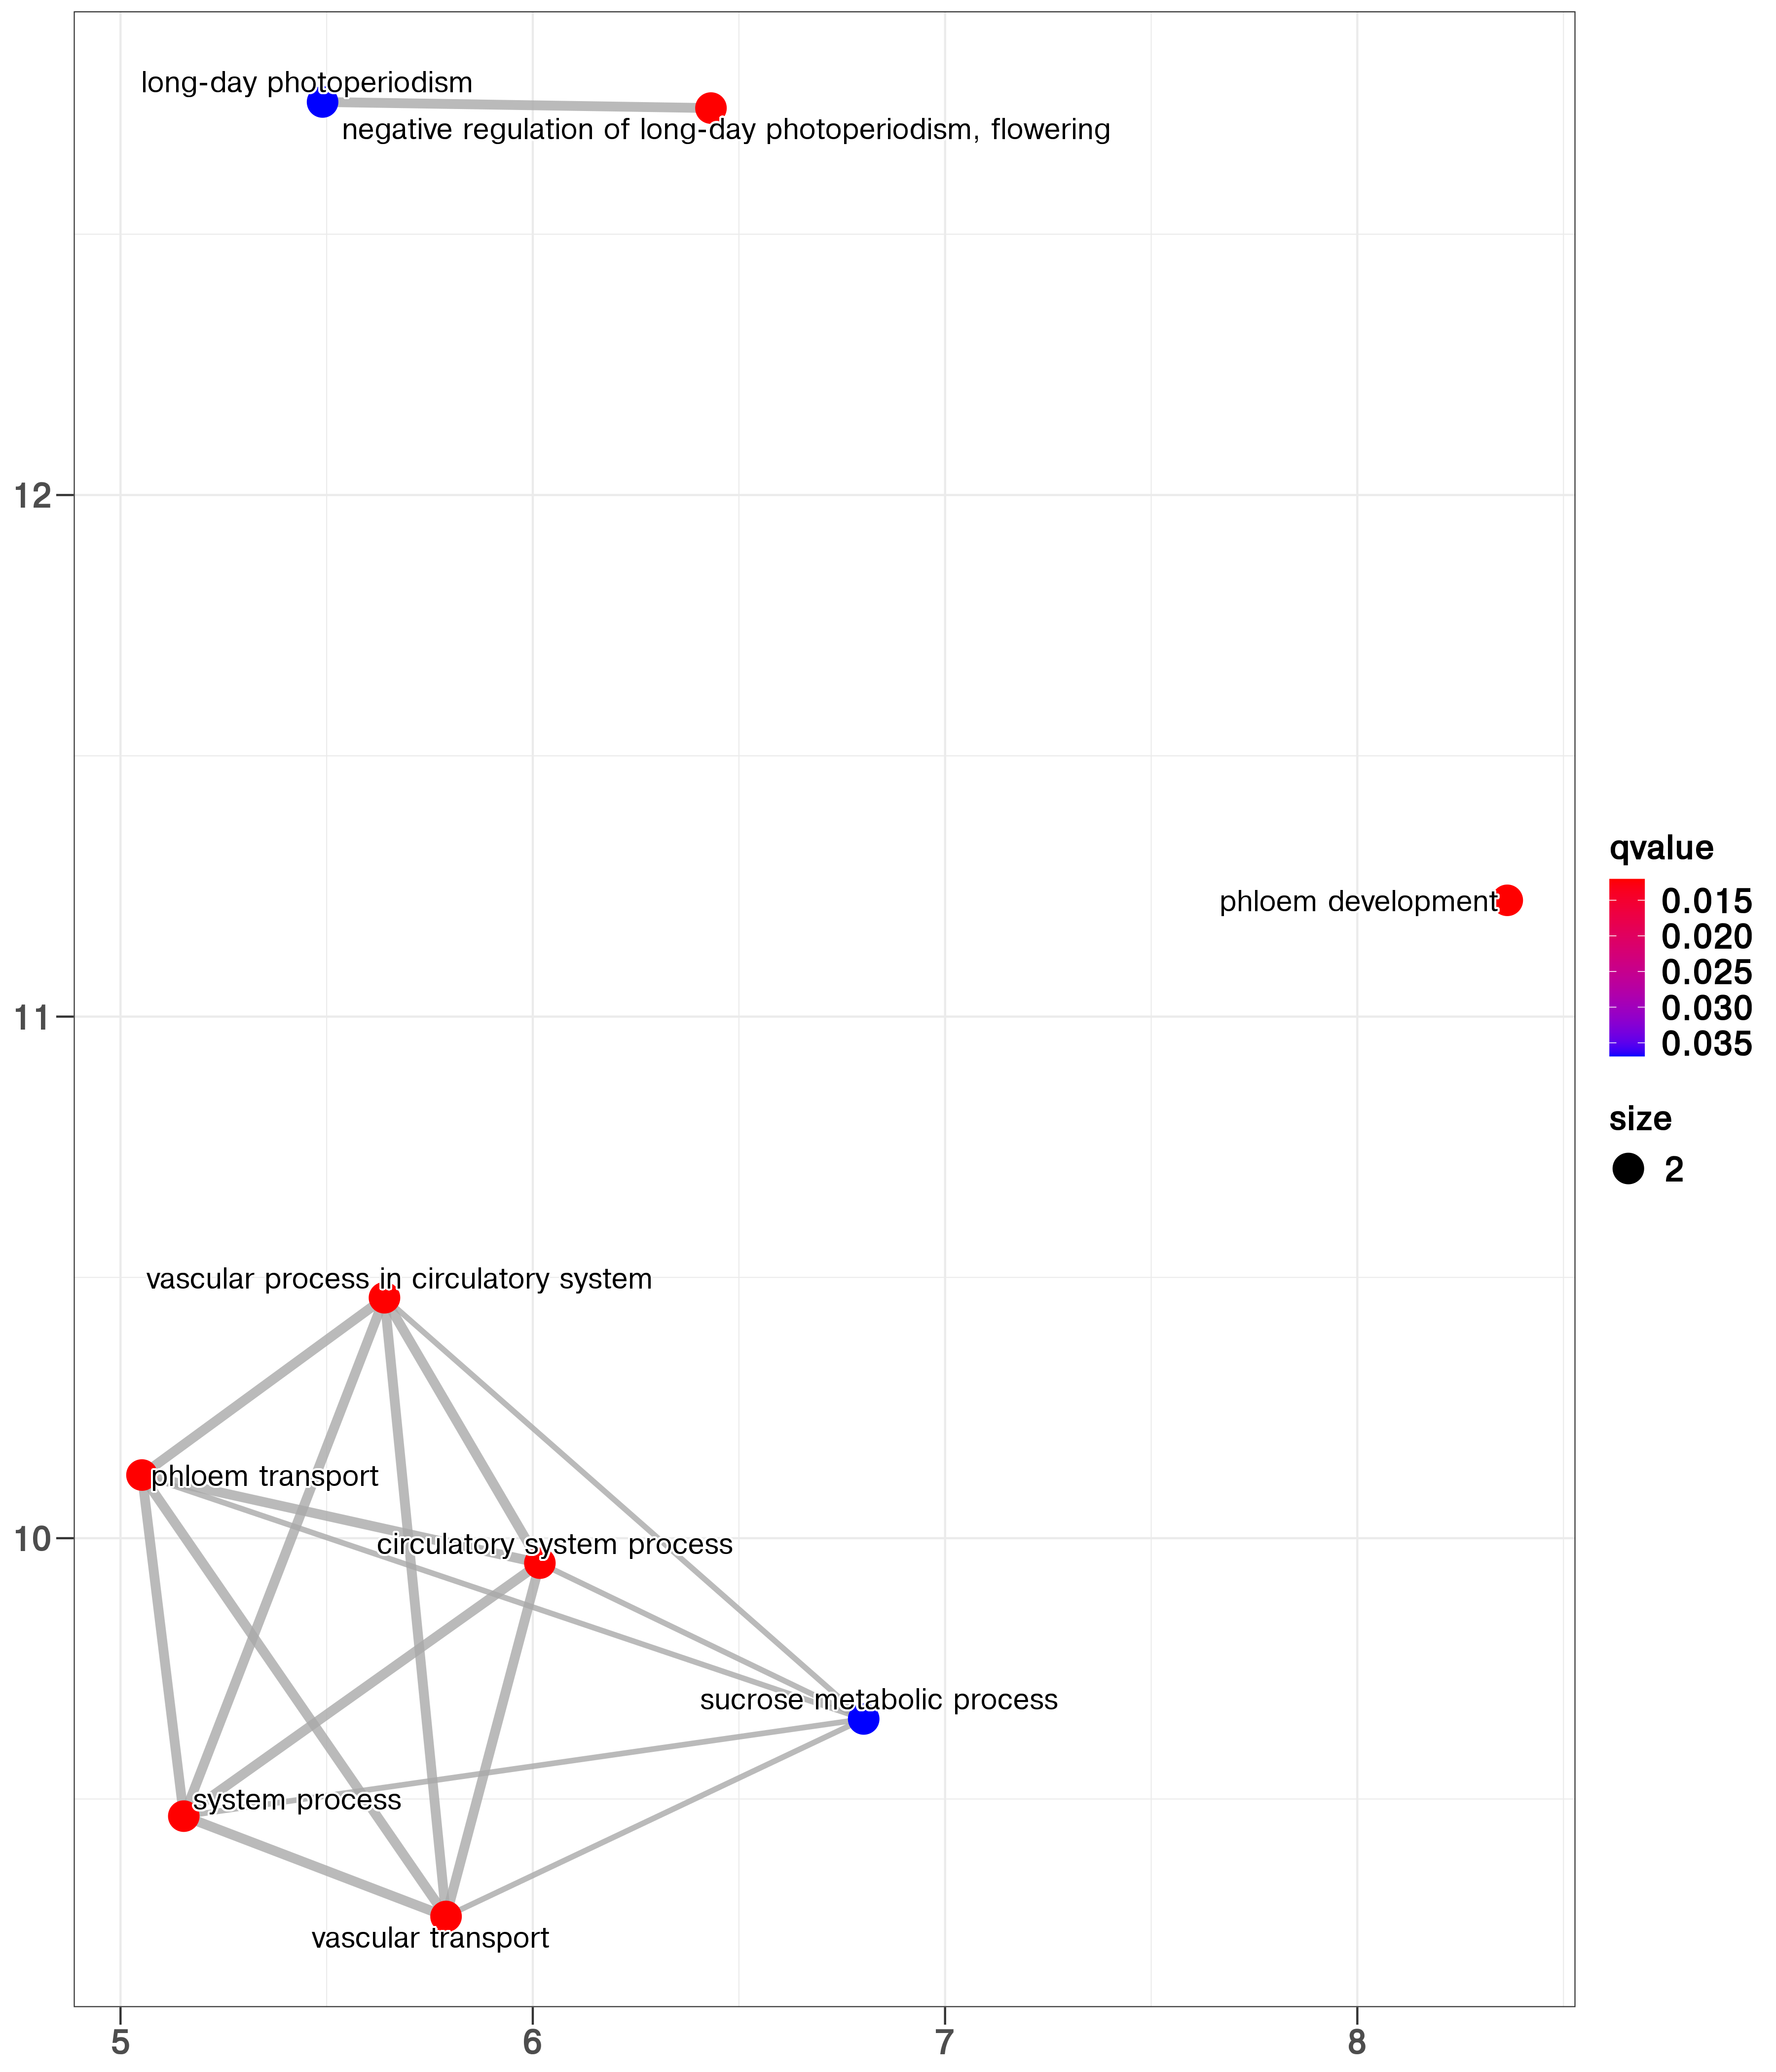 long-day photoperiodism
negative regulation of long-day photoperiodism, flowering
12
phloem development
11
vascular process in circulatory system
phloem transport
10
circulatory system process
sucrose metabolic process
system process
vascular transport
5
6
7
8
qvalue
0.015
0.020
0.025
0.030
0.035
size
2